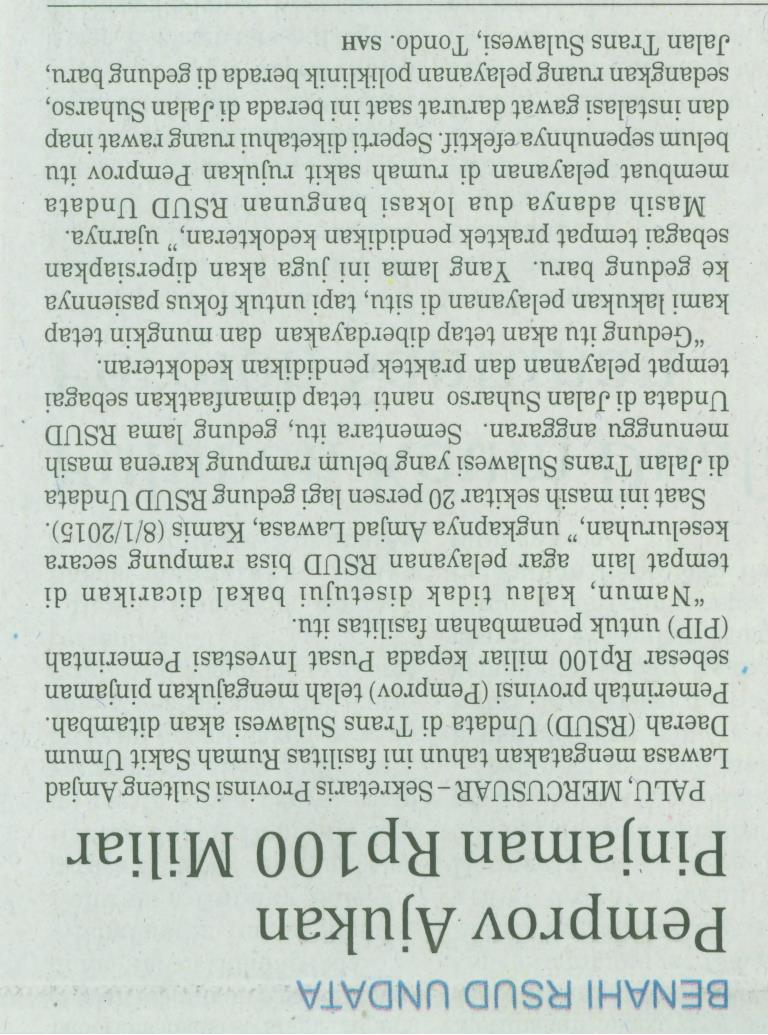 BENAHI RSUD UNDATA
Pemprov Ajukan
Pinjaman Rp100 Miliar
PALU, MERCUSUAR – Sekretaris Provinsi Sulteng Amjad
Lawasa mengatakan tahun ini fasilitas Rumah Sakit Umum
Daerah (RSUD) Undata di Trans Sulawesi akan ditambah.
Pemerintah provinsi (Pemprov) telah mengajukan pinjaman
sebesar Rp100 miliar kepada Pusat Investasi Pemerintah
(PIP) untuk penambahan fasilitas itu.
“Namun, kalau tidak disetujui bakal dicarikan di
tempat lain agar pelayanan RSUD bisa rampung secara
keseluruhan,” ungkapnya Amjad Lawasa, Kamis (8/1/2015).
Saat ini masih sekitar 20 persen lagi gedung RSUD Undata
di Jalan Trans Sulawesi yang belum rampung karena masih
menunggu anggaran. Sementara itu, gedung lama RSUD
Undata di Jalan Suharso nanti tetap dimanfaatkan sebagai
tempat pelayanan dan praktek pendidikan kedokteran.
“Gedung itu akan tetap diberdayakan dan mungkin tetap
kami lakukan pelayanan di situ, tapi untuk fokus pasiennya
ke gedung baru. Yang lama ini juga akan dipersiapkan
sebagai tempat praktek pendidikan kedokteran,” ujarnya.
Masih adanya dua lokasi bangunan RSUD Undata
membuat pelayanan di rumah sakit rujukan Pemprov itu
belum sepenuhnya efektif. Seperti diketahui ruang rawat inap
dan instalasi gawat darurat saat ini berada di Jalan Suharso,
sedangkan ruang pelayanan poliklinik berada di gedung baru,
Jalan Trans Sulawesi, Tondo. SAH